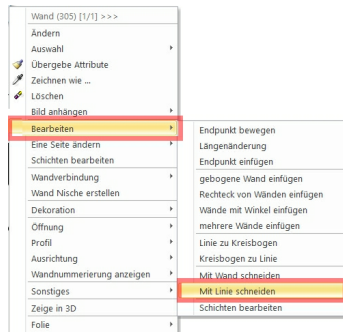 Wand (305) [1/1] >>>
Ändern
Auswahl
Übergebe Attribute
Zeichnen wie ...
Löschen
Bild anhängen
Bearbeiten
Eine Seite ändern
Schichten bearbeiten
Wandverbindung
Wand Nische erstellen
Dekoration
Öffnung
Profil
Ausrichtung
Wandnummerierung anzeigen
Sonstiges
Zeige in 3D
Folie
Endpunkt bewegen
Längenänderung
Endpunkt einfügen
gebogene Wand einfügen
Rechteck von Wänden einfügen
Wände mit Winkel einfügen
mehrere Wände einfügen
Linie zu Kreisbogen
Kreisbogen zu Linie
Mit Wand schneiden
Mit Linie schneiden
Schichten bearbeiten